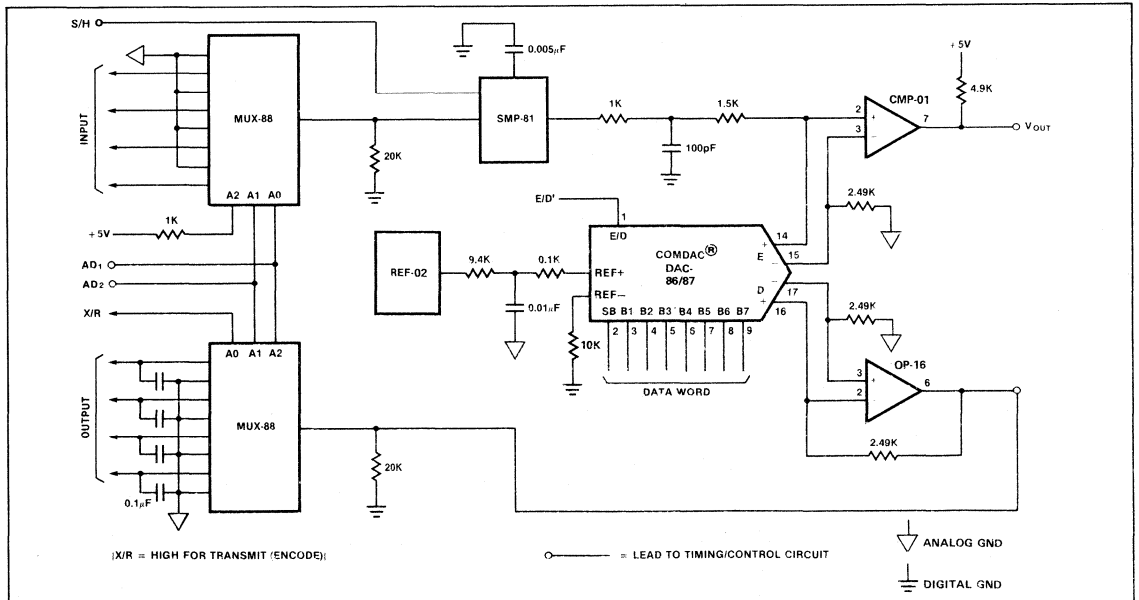 S/H
0.005µF
+5V
4.9K
CMP-01
MUX-88
SMP-81
1K
1.5K
2
+
3
−
7
VOUT
INPUT
20K
100pF
A2 A1 A0
E/D'
1
E/D
2.49K
+5V
1K
AD1
AD2
X/R
REF-02
9.4K
0.1K
REF+
REF−
COMDAC®
DAC-
86/87
14
+
E
15
−
−
D
17
+
16
2.49K
0.01µF
SB B1 B2 B3 B4 B5 B6 B7
2 3 4 5 6 7 8 9
10K
DATA WORD
A0 A1 A2
OP-16
3
+
2
−
6
OUTPUT
MUX-88
2.49K
20K
0.1µF
(X/R = HIGH FOR TRANSMIT (ENCODE))
= LEAD TO TIMING/CONTROL CIRCUIT
ANALOG GND
DIGITAL GND